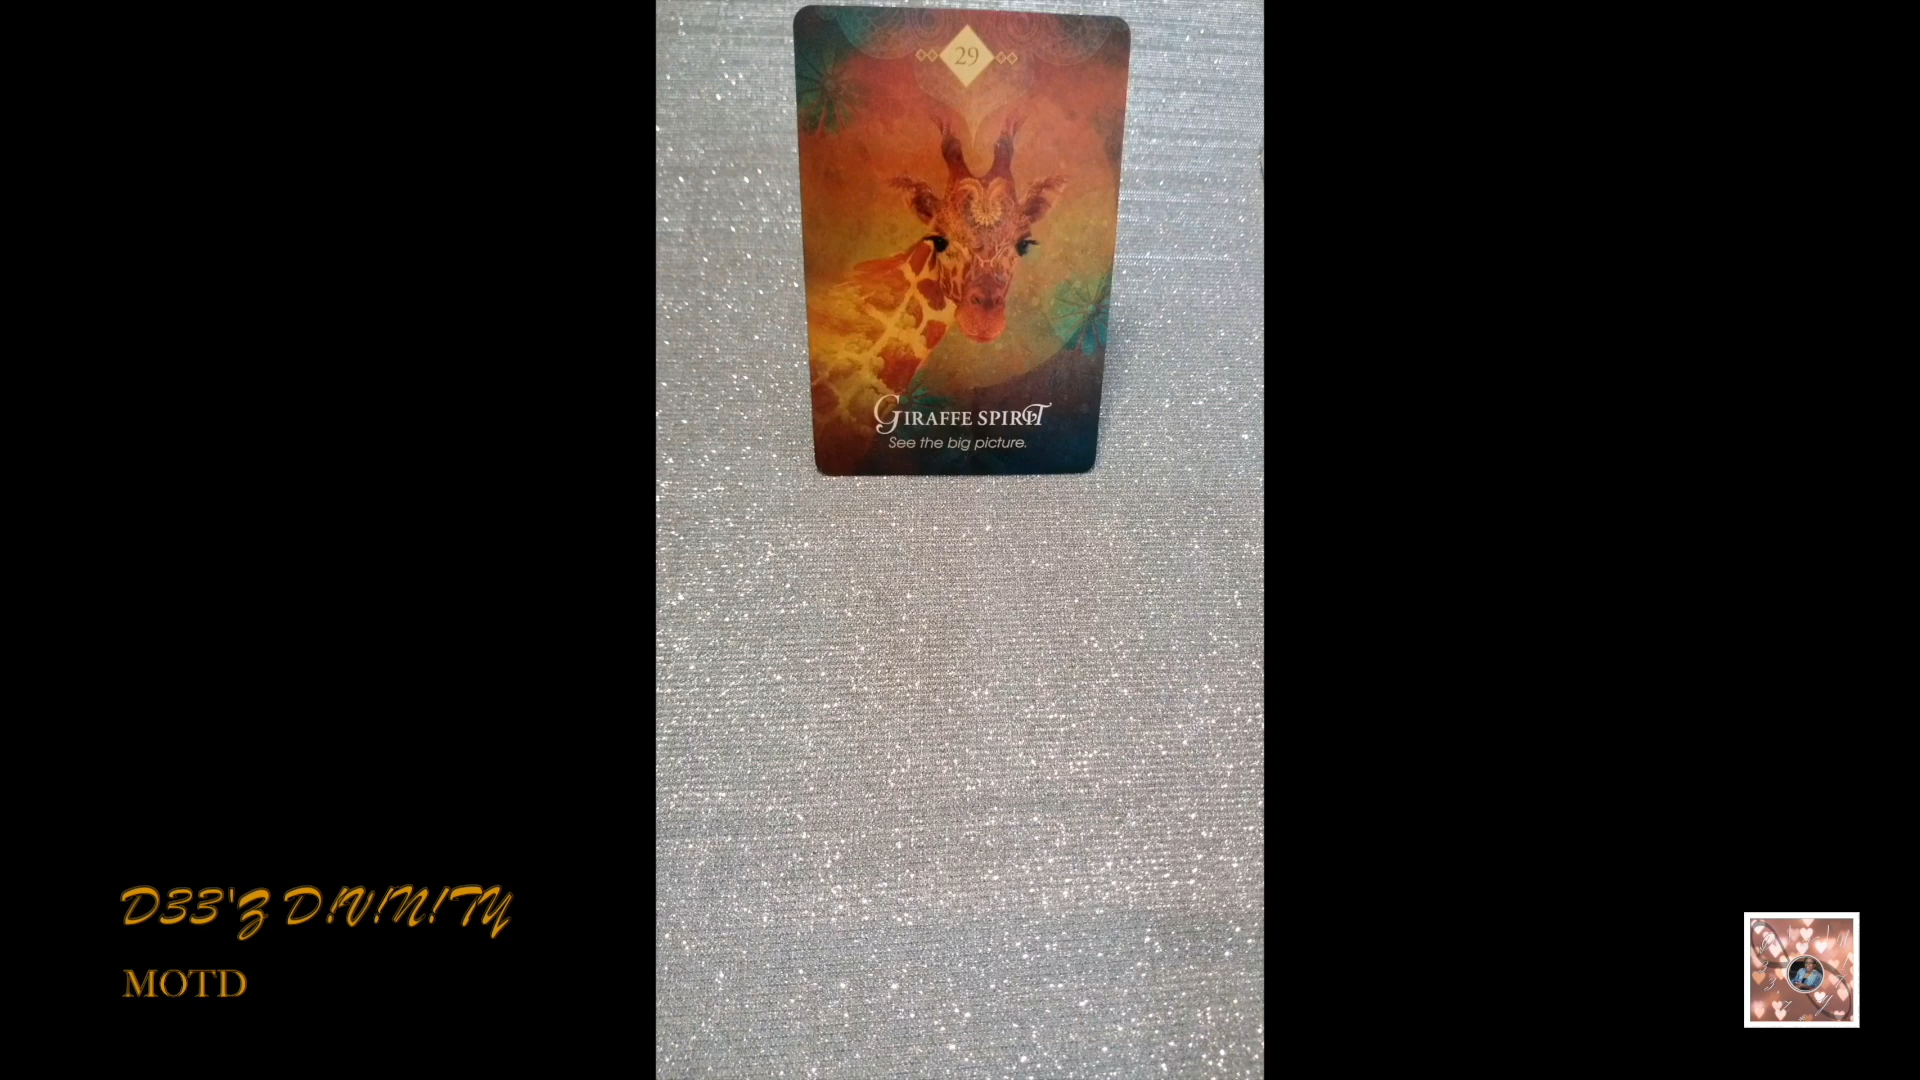 29
GIRAFFE SPIRIT
See the big picture.
D33'Z D!V!N!TY
MOTD